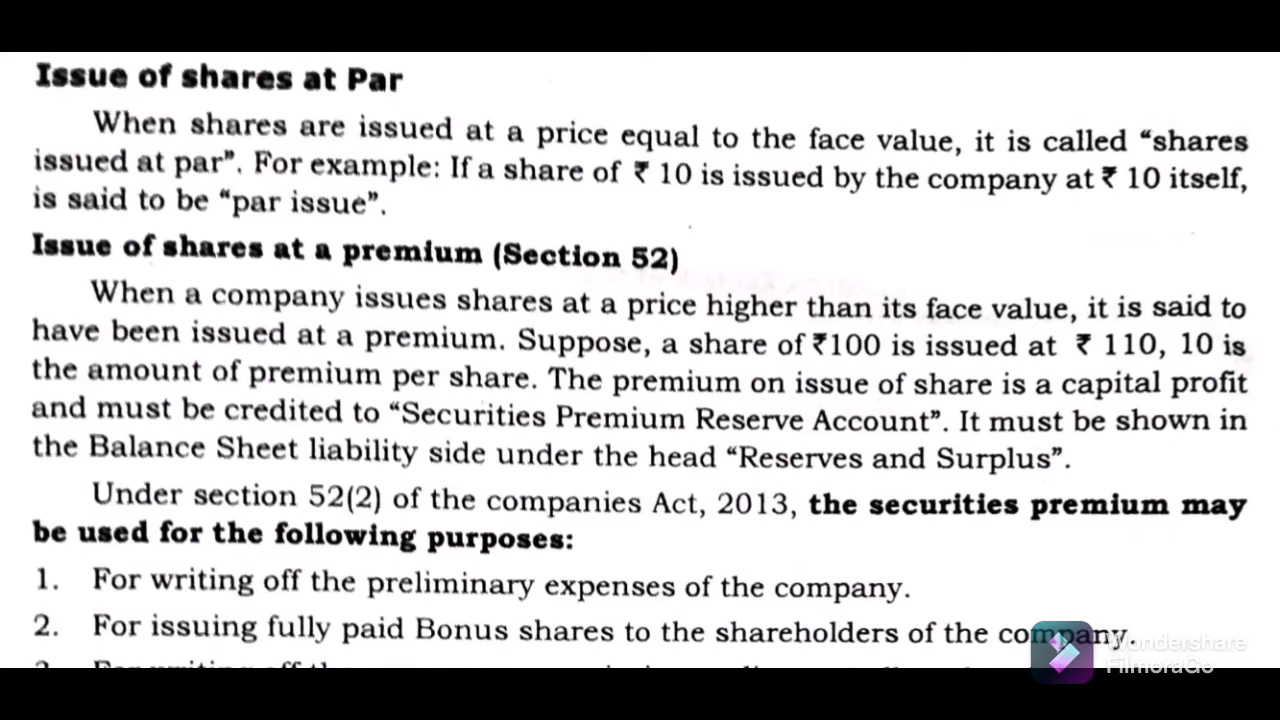 Issue of shares at Par
When shares are issued at a price equal to the face value, it is called “shares
issued at par”. For example: If a share of ₹ 10 is issued by the company at ₹ 10 itself,
is said to be “par issue”.
Issue of shares at a premium (Section 52)
When a company issues shares at a price higher than its face value, it is said to
have been issued at a premium. Suppose, a share of ₹100 is issued at ₹ 110, 10 is
the amount of premium per share. The premium on issue of share is a capital profit
and must be credited to “Securities Premium Reserve Account”. It must be shown in
the Balance Sheet liability side under the head “Reserves and Surplus”.
Under section 52(2) of the companies Act, 2013, the securities premium may
be used for the following purposes:
1. For writing off the preliminary expenses of the company.
2. For issuing fully paid Bonus shares to the shareholders of the company.
For writing off the
Wondershare
FilmoraGo